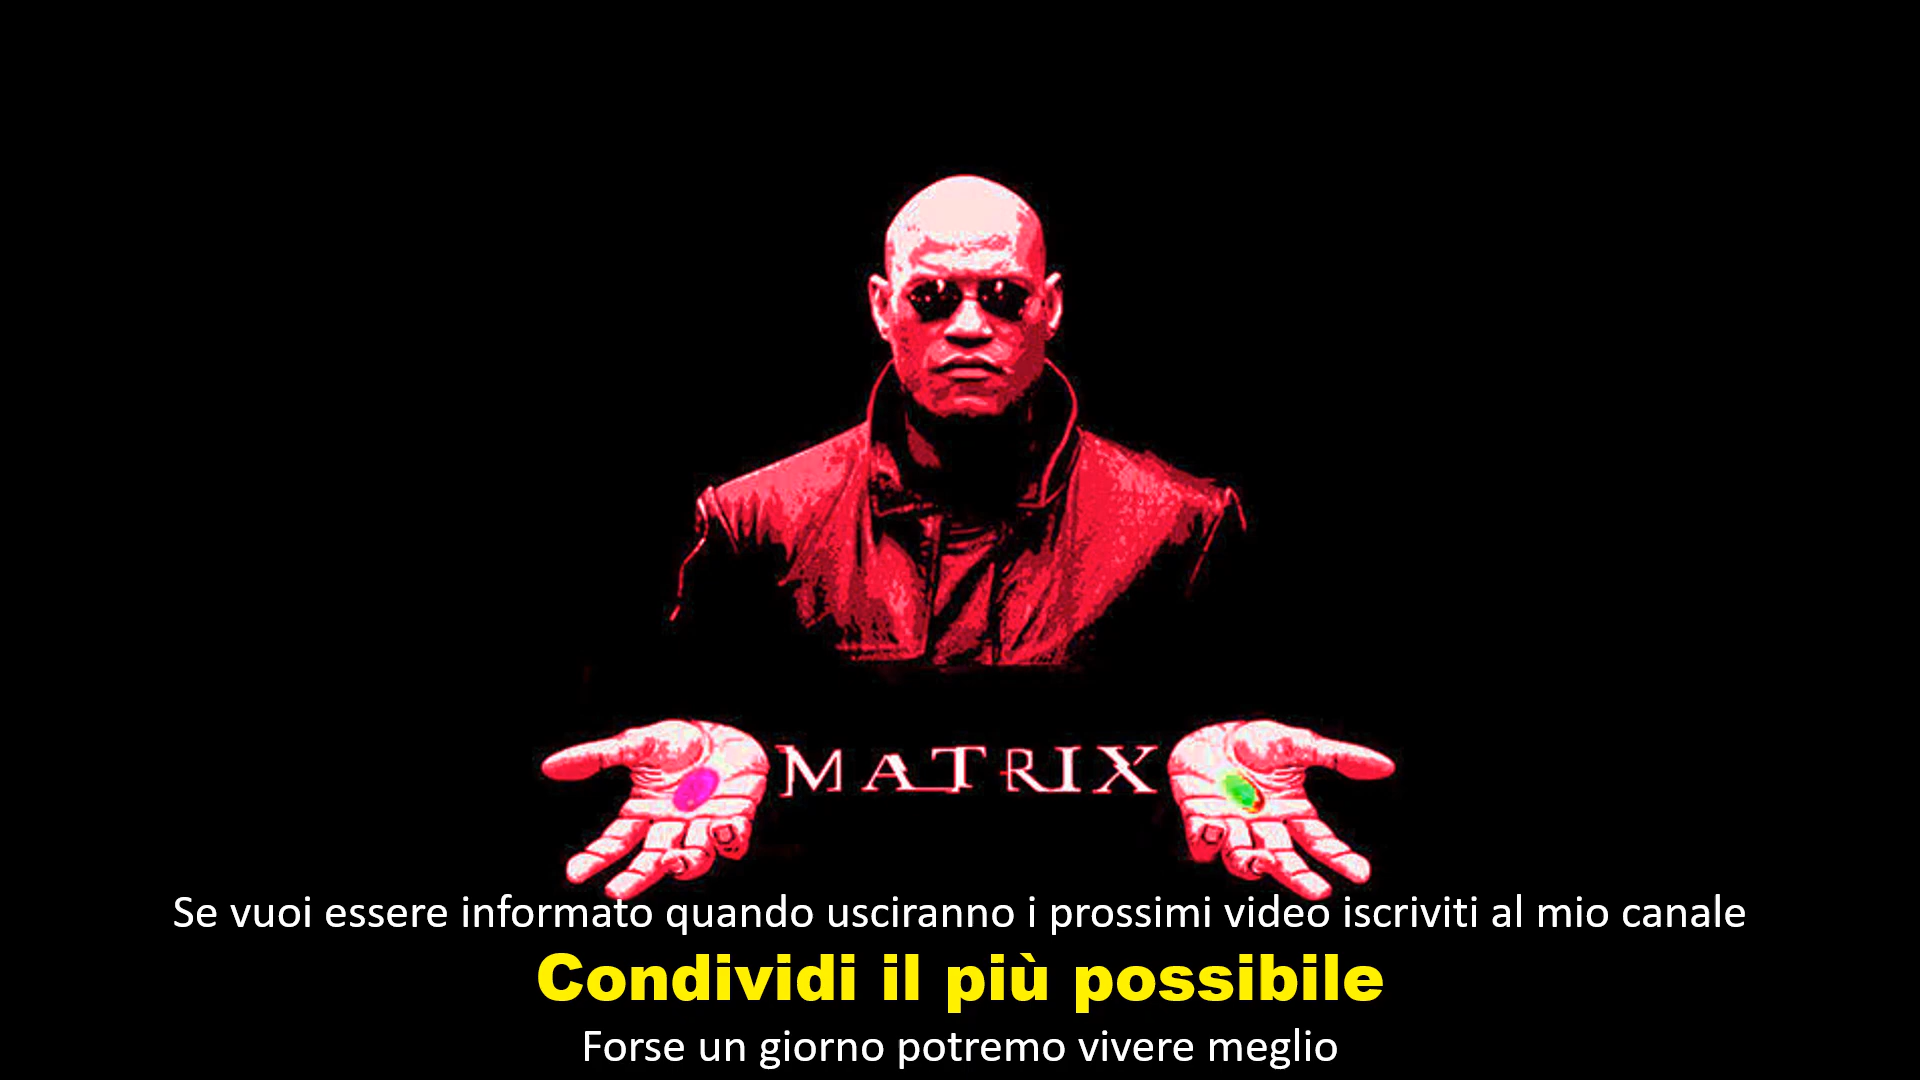 MATRIX
Se vuoi essere informato quando usciranno i prossimi video iscriviti al mio canale
Condividi il più possibile
Forse un giorno potremo vivere meglio